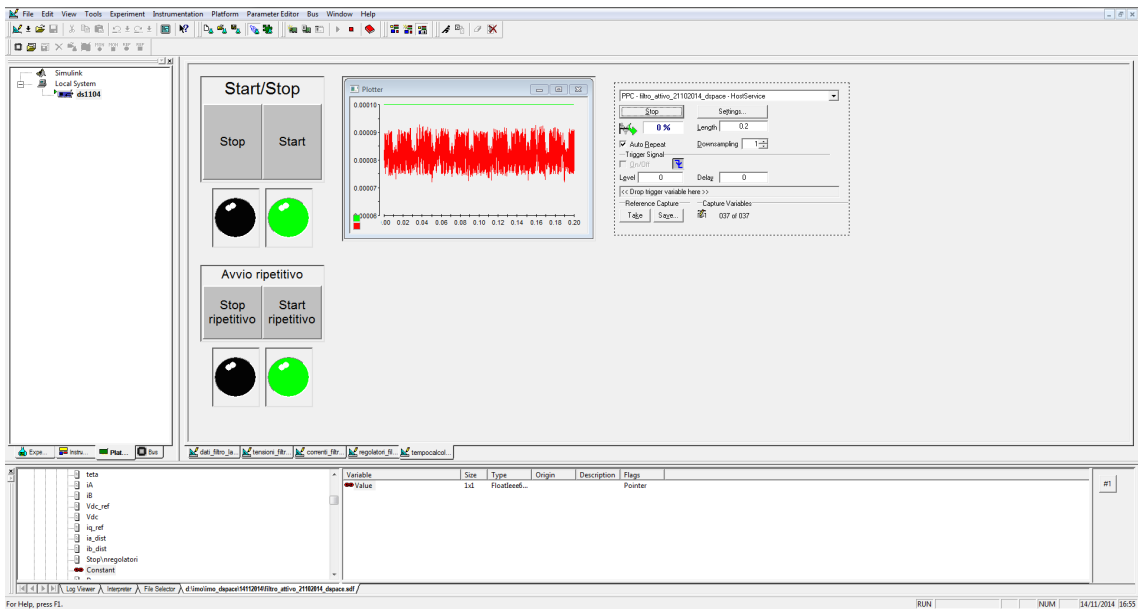 File Edit View Tools Experiment Instrumentation Platform Parameter Editor Bus Window Help
Simulink
Local System
ds1104
Start/Stop
Stop Start
Avvio ripetitivo
Stop ripetitivo Start ripetitivo
Plotter
0.00010
0.00009
0.00008
0.00007
0.00006
.00 0.02 0.04 0.06 0.08 0.10 0.12 0.14 0.16 0.18 0.20
PPC - filtro_attivo_21102014_dspace - HostService
Stop Settings...
0 % Length 0.2
Auto Repeat Downsampling 1
Trigger Signal
On/Off
Level 0 Delay 0
<< Drop trigger variable here >>
Reference Capture Capture Variables
Take Save... 037 of 037
Expe... Instru... Plat... Bus
dati_filtro_la... tensioni_filtr... correnti_filtr... regolatori_fil... tempocalcol...
teta
iA
iB
Vdc_ref
Vdc
iq_ref
ia_dist
ib_dist
Stop\nregolatori
Constant
Variable Size Type Origin Description Flags
Value 1x1 FloatIeee6... Pointer
#1
Log Viewer Interpreter File Selector d:\imo\imo_dspace\14112014\filtro_attivo_21102014_dspace.sdf
For Help, press F1. RUN NUM 14/11/2014 16:55